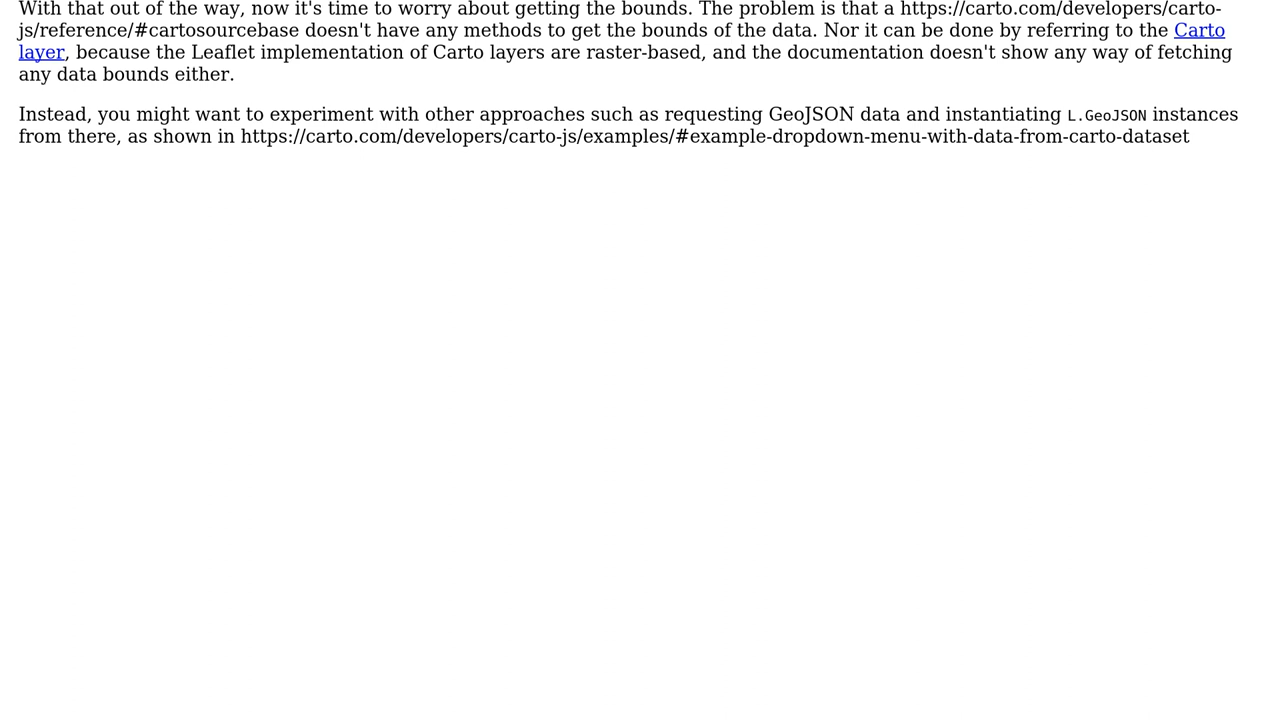 With that out of the way, now it's time to worry about getting the bounds. The problem is that a https://carto.com/developers/carto-
js/reference/#cartosourcebase doesn't have any methods to get the bounds of the data. Nor it can be done by referring to the Carto
layer, because the Leaflet implementation of Carto layers are raster-based, and the documentation doesn't show any way of fetching
any data bounds either.
Instead, you might want to experiment with other approaches such as requesting GeoJSON data and instantiating L.GeoJSON instances
from there, as shown in https://carto.com/developers/carto-js/examples/#example-dropdown-menu-with-data-from-carto-dataset